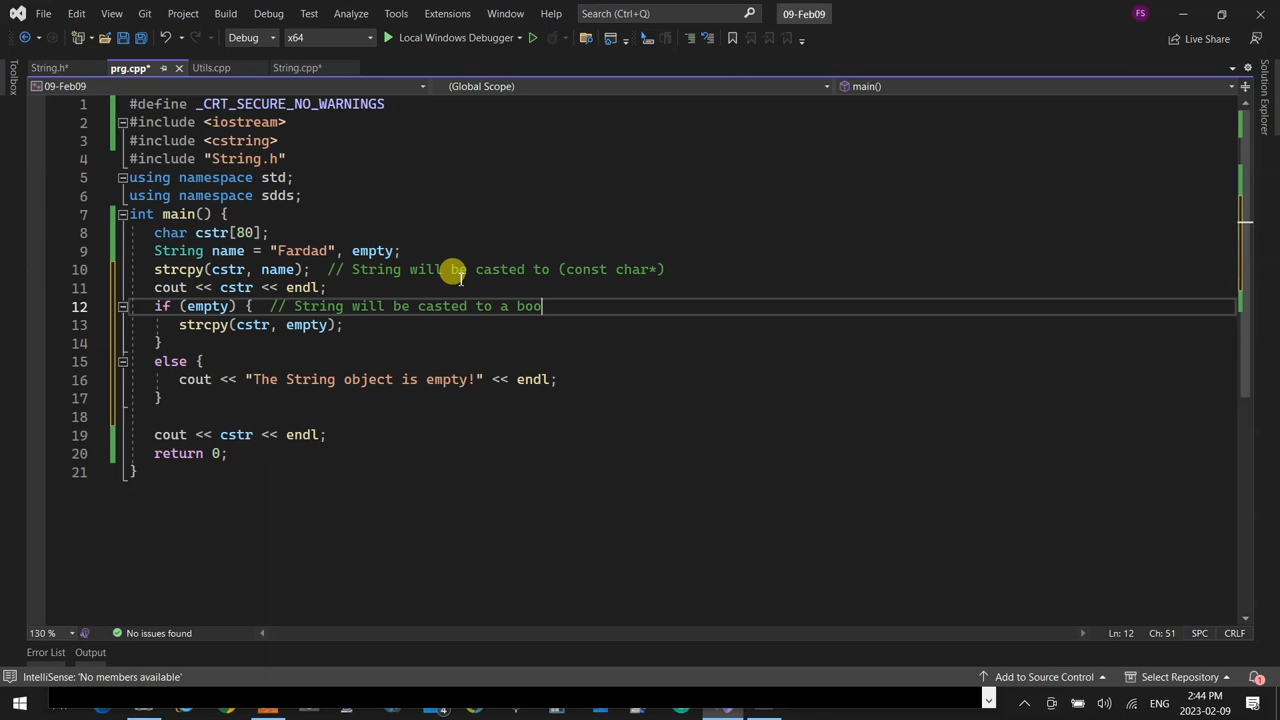 File Edit View Git Project Build Debug Test Analyze Tools Extensions Window Help Search (Ctrl+Q) 09-Feb09 FS
Debug x64 Local Windows Debugger Live Share
String.h* prg.cpp* Utils.cpp String.cpp*
09-Feb09 (Global Scope) main()
Toolbox
Solution Explorer
1 #define _CRT_SECURE_NO_WARNINGS
2 #include <iostream>
3 #include <cstring>
4 #include "String.h"
5 using namespace std;
6 using namespace sdds;
7 int main() {
8 char cstr[80];
9 String name = "Fardad", empty;
10 strcpy(cstr, name); // String will be casted to (const char*)
11 cout << cstr << endl;
12 if (empty) { // String will be casted to a boo
13 strcpy(cstr, empty);
14 }
15 else {
16 cout << "The String object is empty!" << endl;
17 }
18
19 cout << cstr << endl;
20 return 0;
21 }
130 % No issues found Ln: 12 Ch: 51 SPC CRLF
Error List Output
IntelliSense: 'No members available' Add to Source Control Select Repository 1
4 ENG 2:44 PM 2023-02-09 3